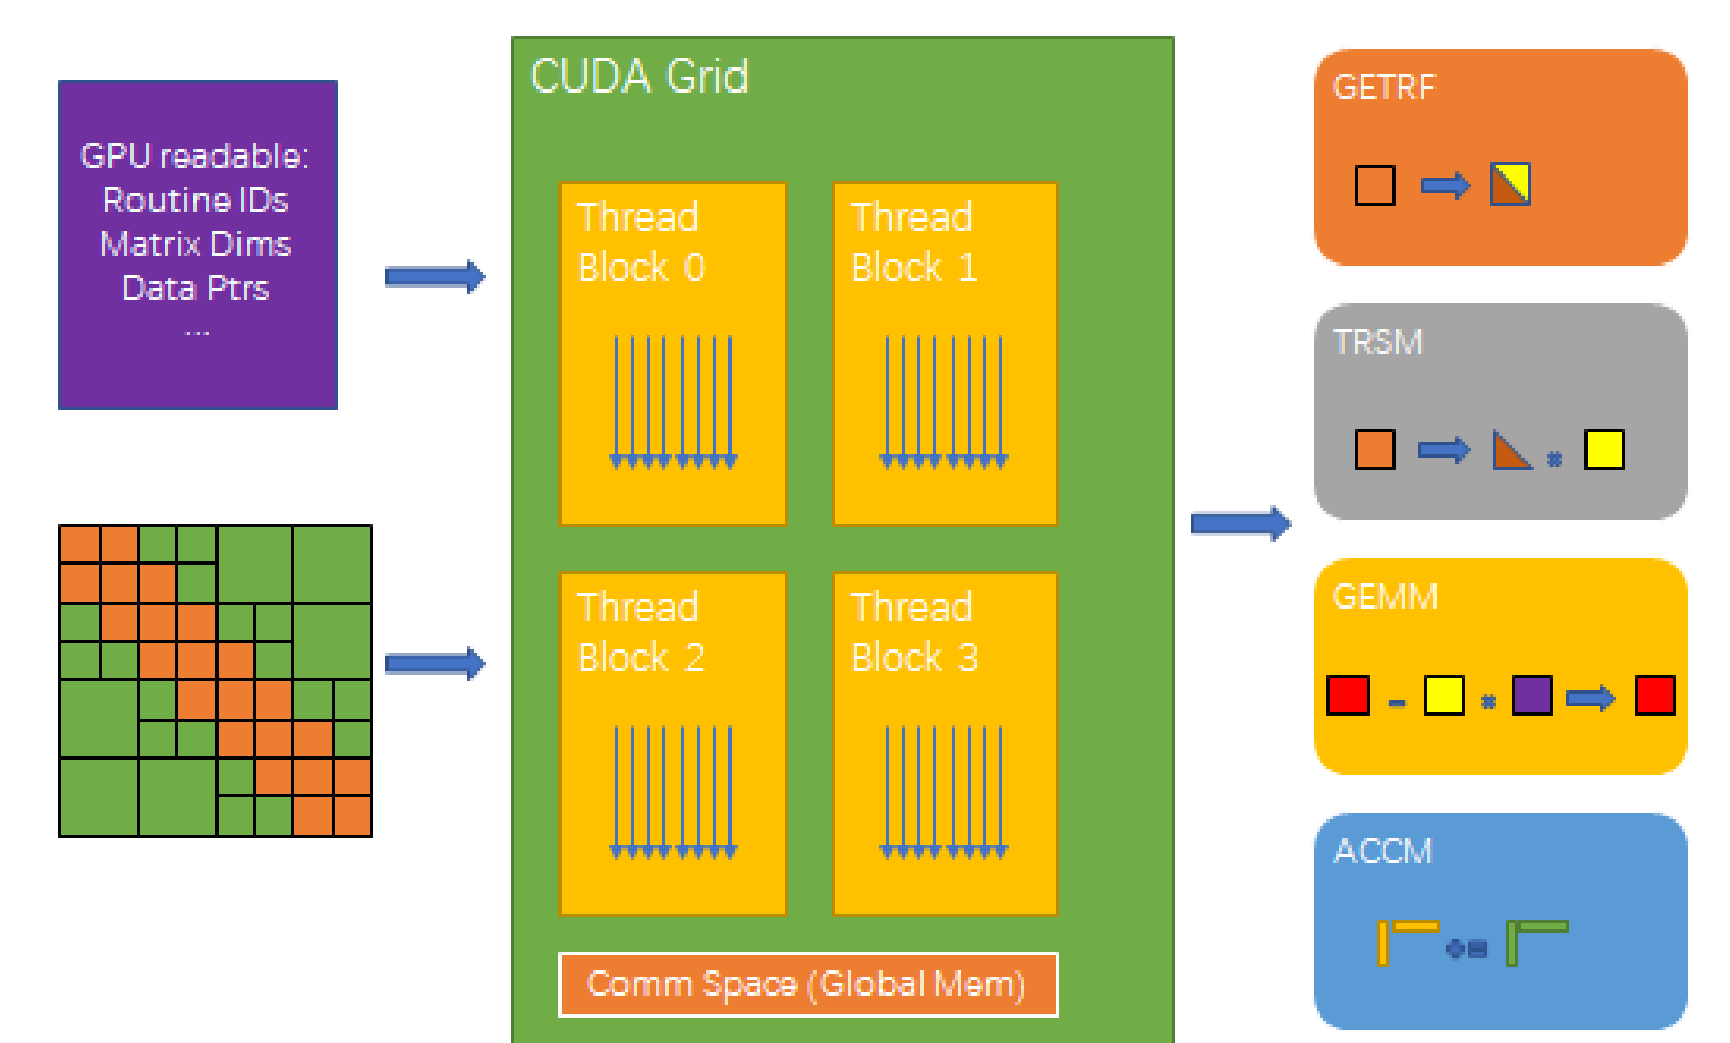 GPU readable:
Routine IDs
Matrix Dims
Data Ptrs
...
CUDA Grid
Thread
Block 0
Thread
Block 1
Thread
Block 2
Thread
Block 3
Comm Space (Global Mem)
GETRF
TRSM
*
GEMM
- *
ACCM
+=